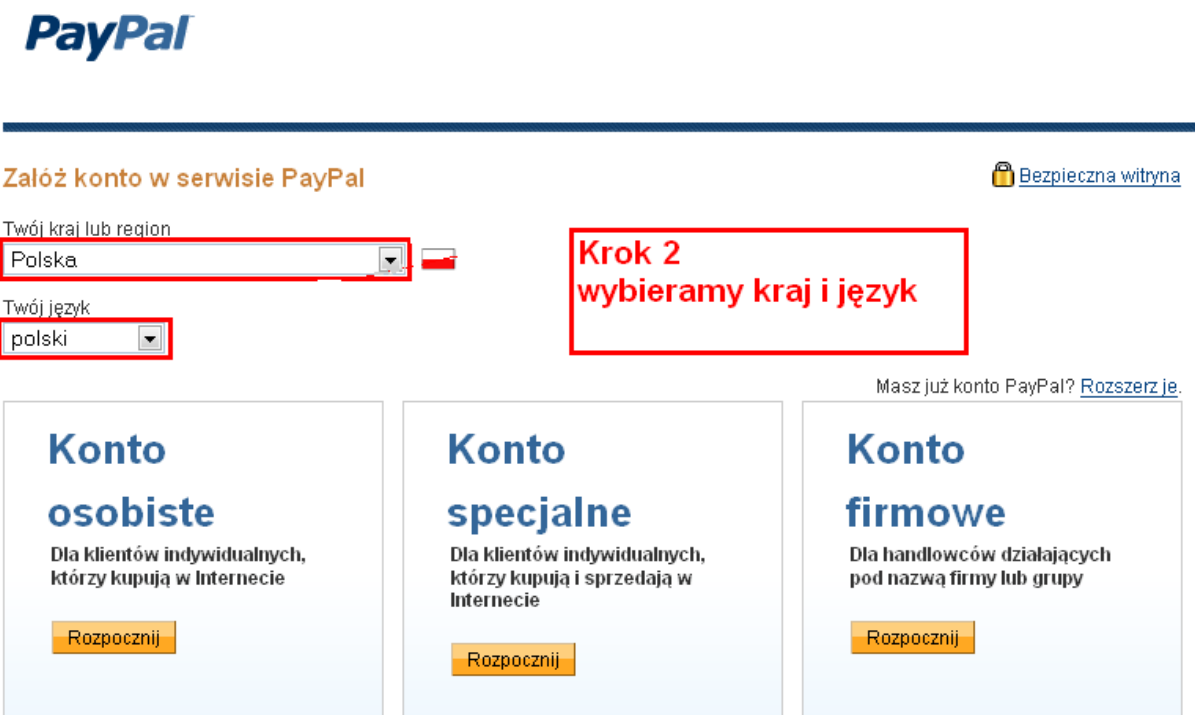 PayPal
Załóż konto w serwisie PayPal
Bezpieczna witryna
Twój kraj lub region
Polska
Krok 2
wybieramy kraj i język
Twój język
polski
Masz już konto PayPal? Rozszerz je.
Konto
osobiste
Dla klientów indywidualnych,
którzy kupują w Internecie
Rozpocznij
Konto
specjalne
Dla klientów indywidualnych,
którzy kupują i sprzedają w
Internecie
Rozpocznij
Konto
firmowe
Dla handlowców działających
pod nazwą firmy lub grupy
Rozpocznij